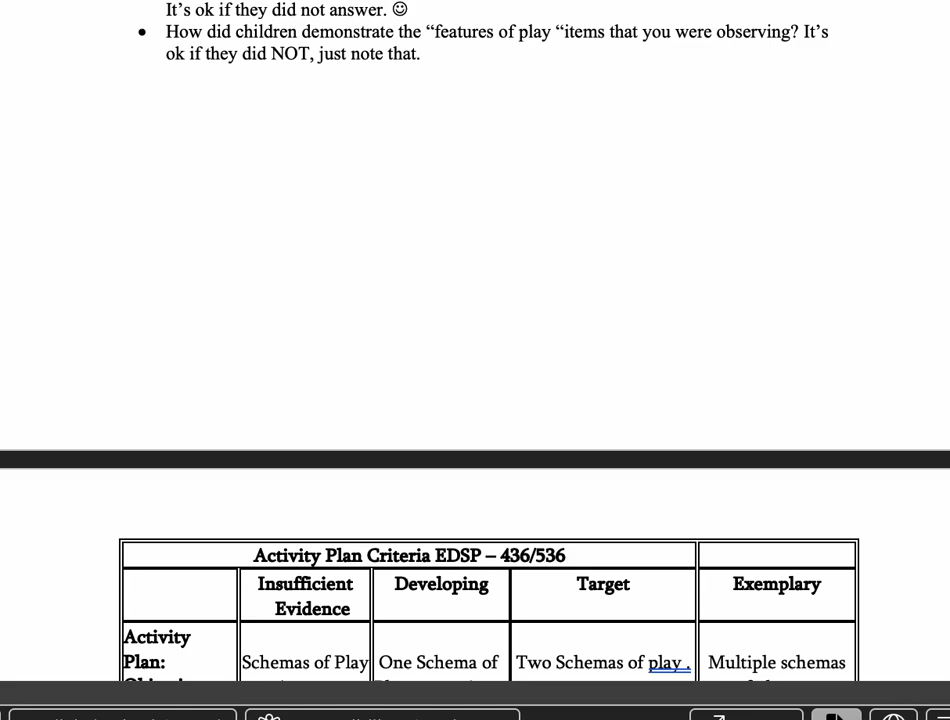 It's ok if they did not answer. ☺
• How did children demonstrate the “features of play “items that you were observing? It's
ok if they did NOT, just note that.
Activity Plan Criteria EDSP – 436/536
Insufficient Evidence
Developing
Target
Exemplary
Activity
Plan:
Schemas of Play
One Schema of
Two Schemas of play .
Multiple schemas